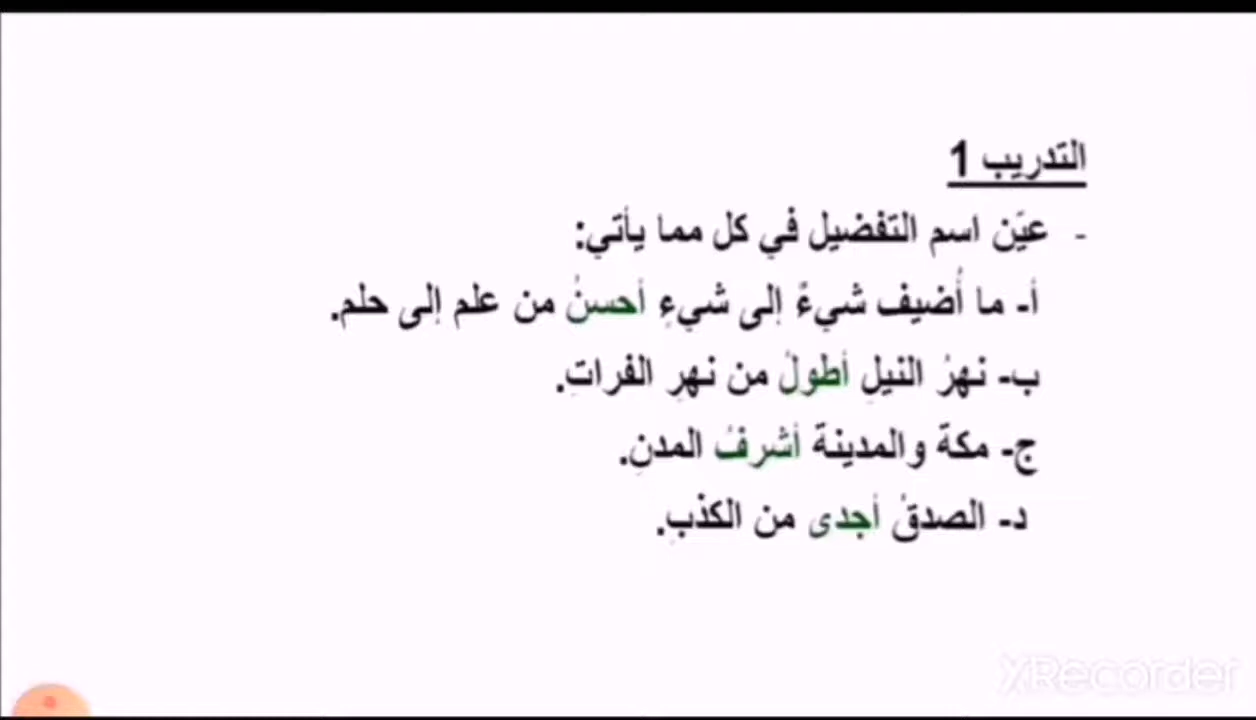 التدريب 1
- عيّن اسم التفضيل في كل مما يأتي:
أ- ما أُضيف شيءٌ إلى شيءٍ أحسنُ من علم إلى حلم.
ب- نهرُ النيلِ أطولُ من نهرِ الفراتِ.
ج- مكة والمدينة أشرفُ المدنِ.
د- الصدقُ أجدى من الكذبِ.
XRecorder